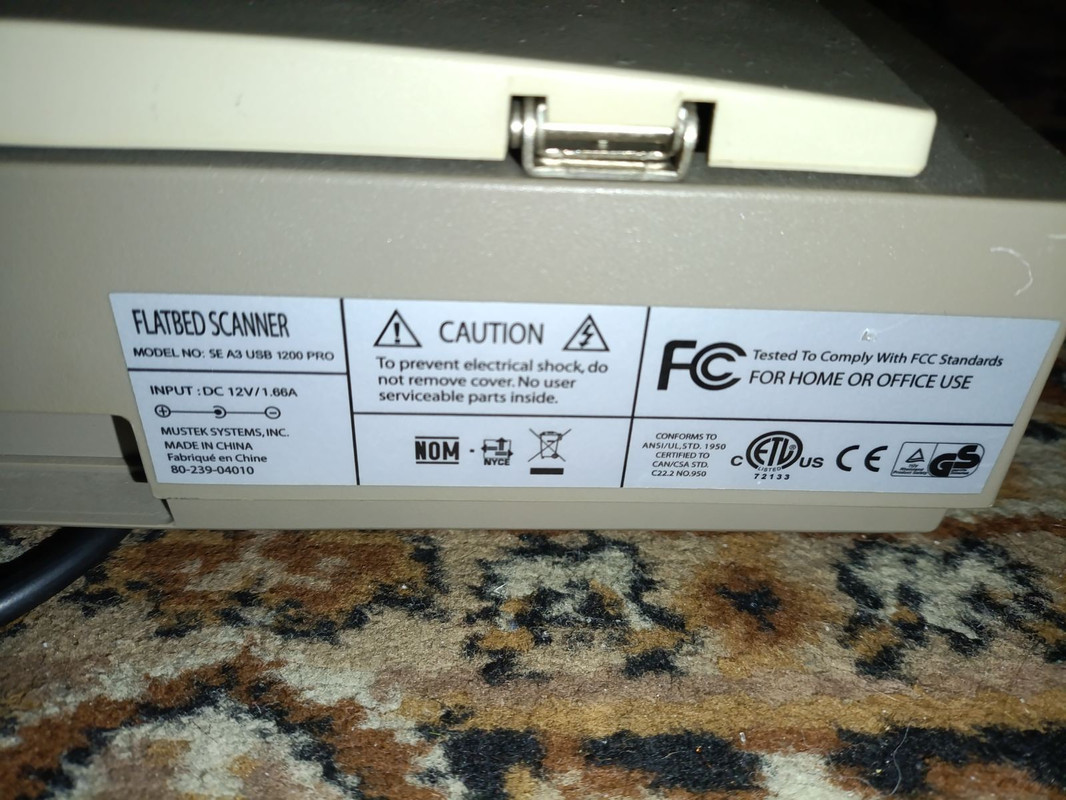 FLATBED SCANNER
MODEL NO: SE A3 USB 1200 PRO
INPUT : DC 12V/1.66A
MUSTEK SYSTEMS, INC.
MADE IN CHINA
Fabriqué en Chine
80-239-04010
CAUTION
To prevent electrical shock, do
not remove cover. No user
serviceable parts inside.
NOM - NYCE
FC Tested To Comply With FCC Standards
FOR HOME OR OFFICE USE
CONFORMS TO
ANSI/UL, STD. 1950
CERTIFIED TO
CAN/CSA STD.
C22.2 NO.950
C ETL US
LISTED
72133
CE
GS